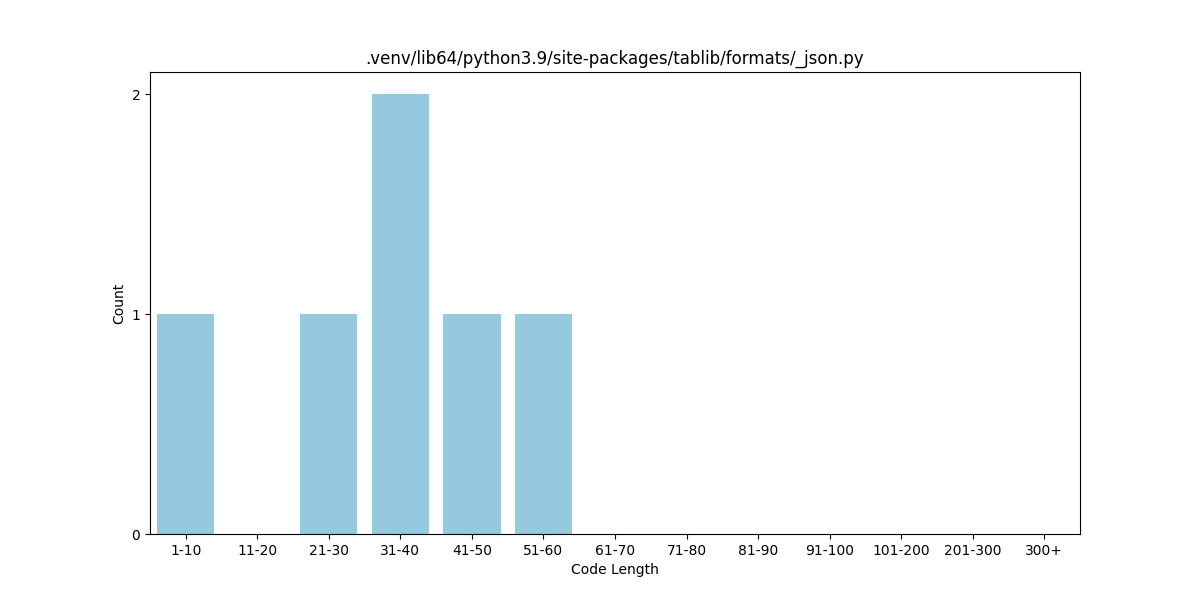 .venv/lib64/python3.9/site-packages/tablib/formats/_json.py
2
1
0
Count
1-10 11-20 21-30 31-40 41-50 51-60 61-70 71-80 81-90 91-100 101-200 201-300 300+
Code Length